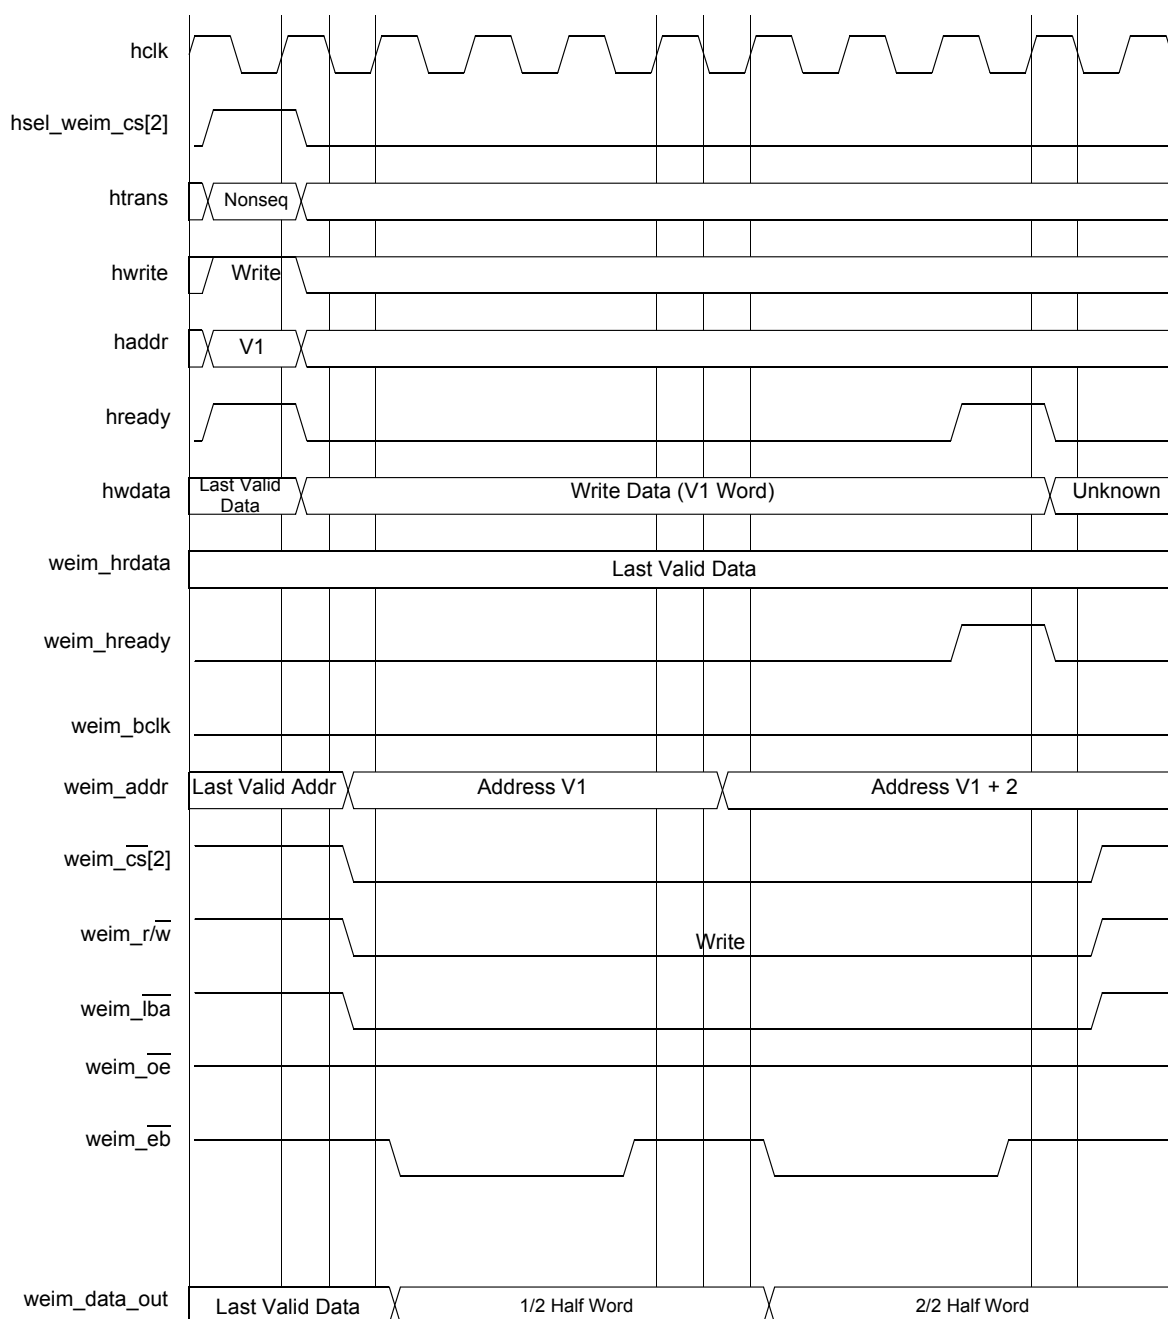 hclk
hsel_weim_cs[2]
htrans
Nonseq
hwrite
Write
haddr
V1
hready
hwdata
Last Valid
Data
Write Data (V1 Word)
Unknown
weim_hrdata
Last Valid Data
weim_hready
weim_bclk
weim_addr
Last Valid Addr
Address V1
Address V1 + 2
weim_cs[2]
weim_r/w
Write
weim_lba
weim_oe
weim_eb
weim_data_out
Last Valid Data
1/2 Half Word
2/2 Half Word